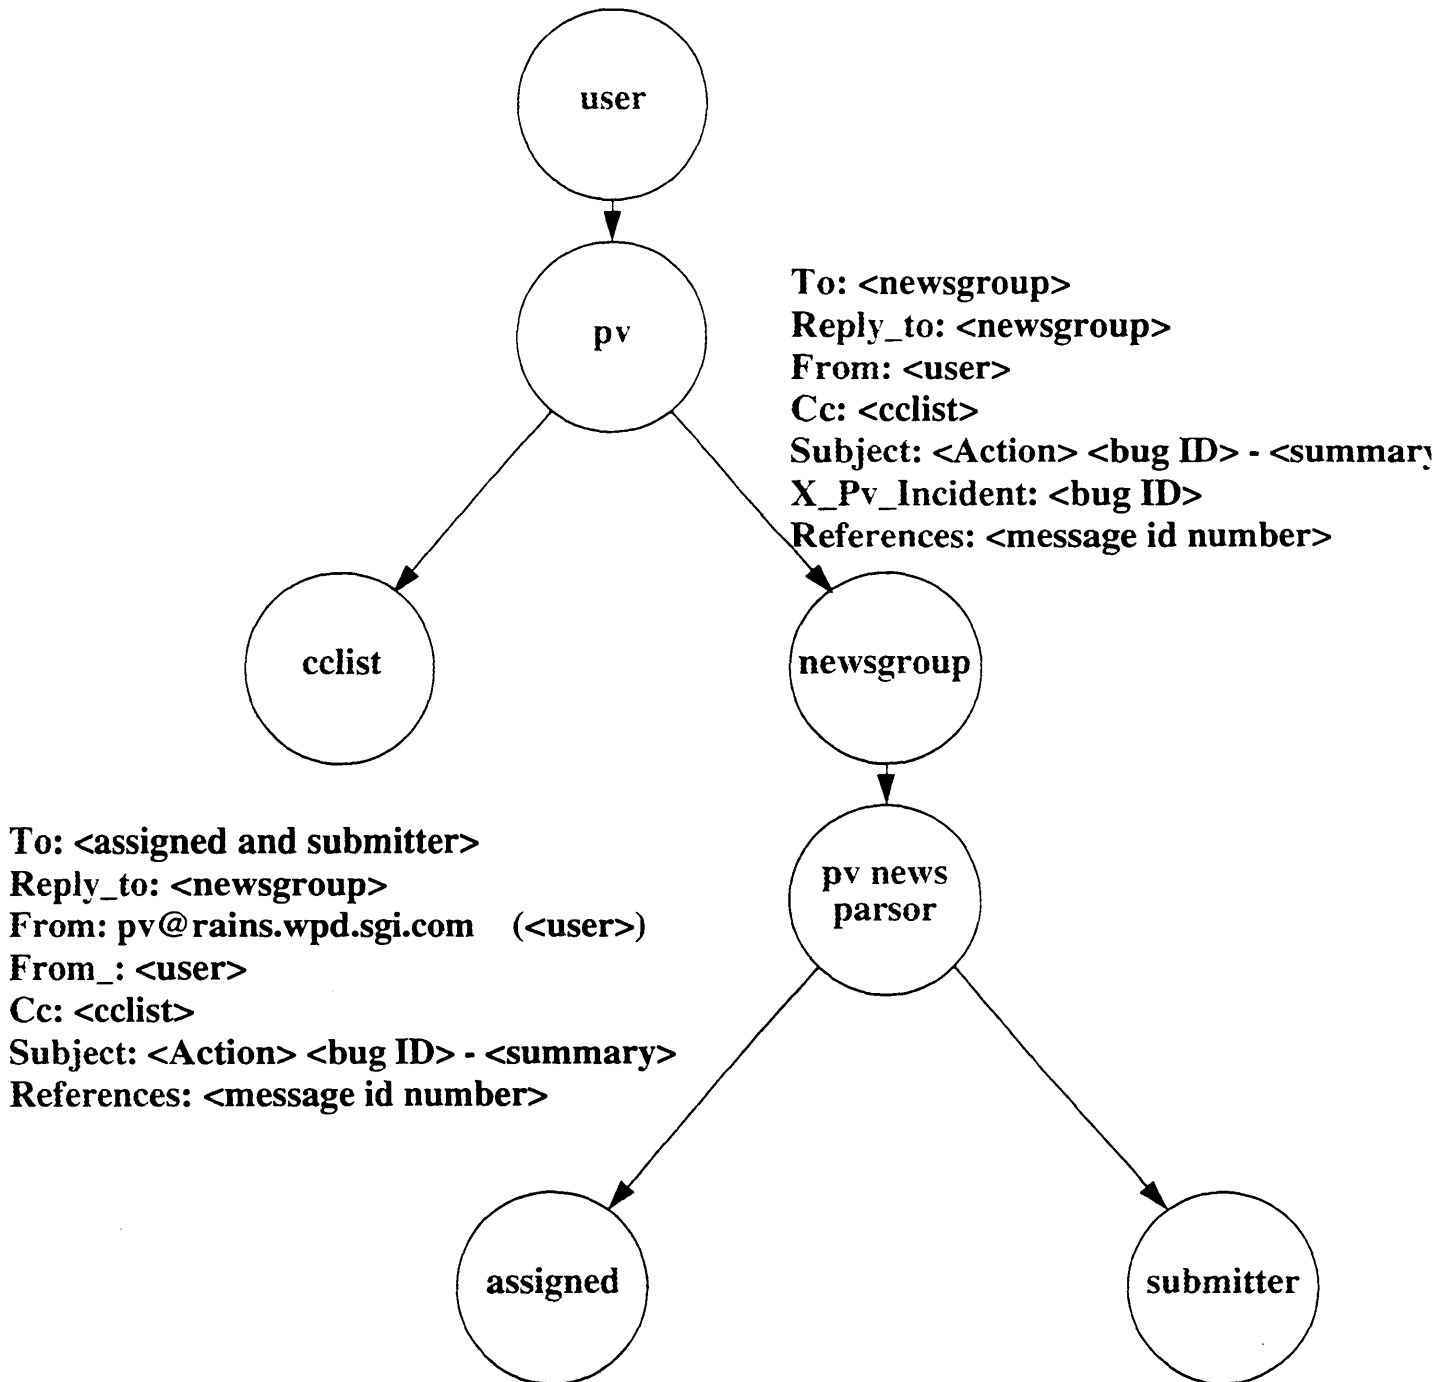 user
pv
To: <newsgroup>
Reply_to: <newsgroup>
From: <user>
Cc: <cclist>
Subject: <Action> <bug ID> - <summary
X_Pv_Incident: <bug ID>
References: <message id number>
cclist
newsgroup
To: <assigned and submitter>
Reply_to: <newsgroup>
From: pv@rains.wpd.sgi.com (<user>)
From_: <user>
Cc: <cclist>
Subject: <Action> <bug ID> - <summary>
References: <message id number>
pv news
parsor
assigned
submitter